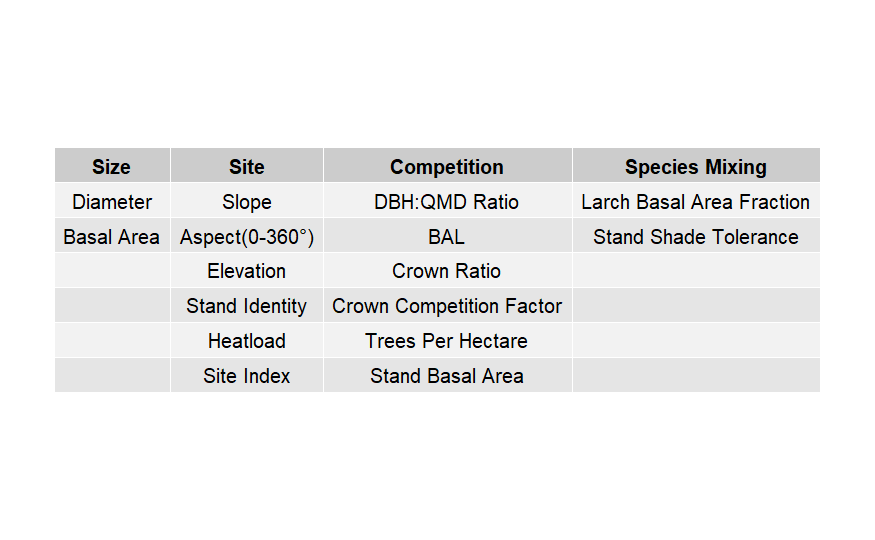 Size Site Competition Species Mixing
Diameter Slope DBH:QMD Ratio Larch Basal Area Fraction
Basal Area Aspect(0-360°) BAL Stand Shade Tolerance
Elevation Crown Ratio
Stand Identity Crown Competition Factor
Heatload Trees Per Hectare
Site Index Stand Basal Area